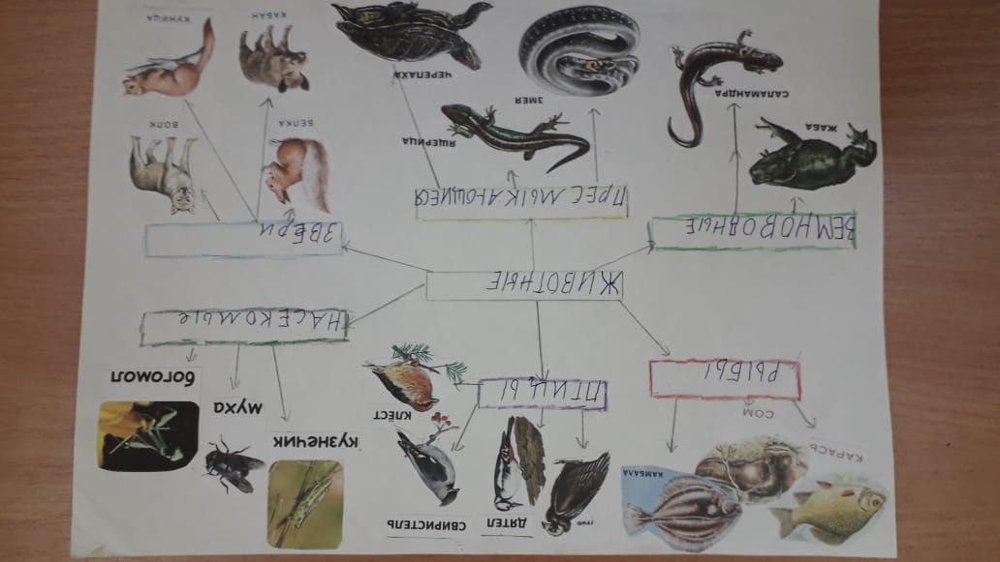 КАРАСЬ
КАМБАЛА
СОМ
РЫБЫ
ГРИФ
ДЯТЕЛ
СВИРИСТЕЛЬ
КЛЁСТ
ПТИЦЫ
кузнечик
муха
богомол
НАСЕКОМЫе
ЖИВОТНЫЕ
ЗЕМНОВОДНЫЕ
ПРЕСМЫКАЮЩИЕСЯ
ЗВЕРИ
ЖАБА
САЛАМАНДРА
ЯЩЕРИЦА
ЗМЕЯ
ЧЕРЕПАХА
БЕЛКА
ВОЛК
КАБАН
КУНИЦА